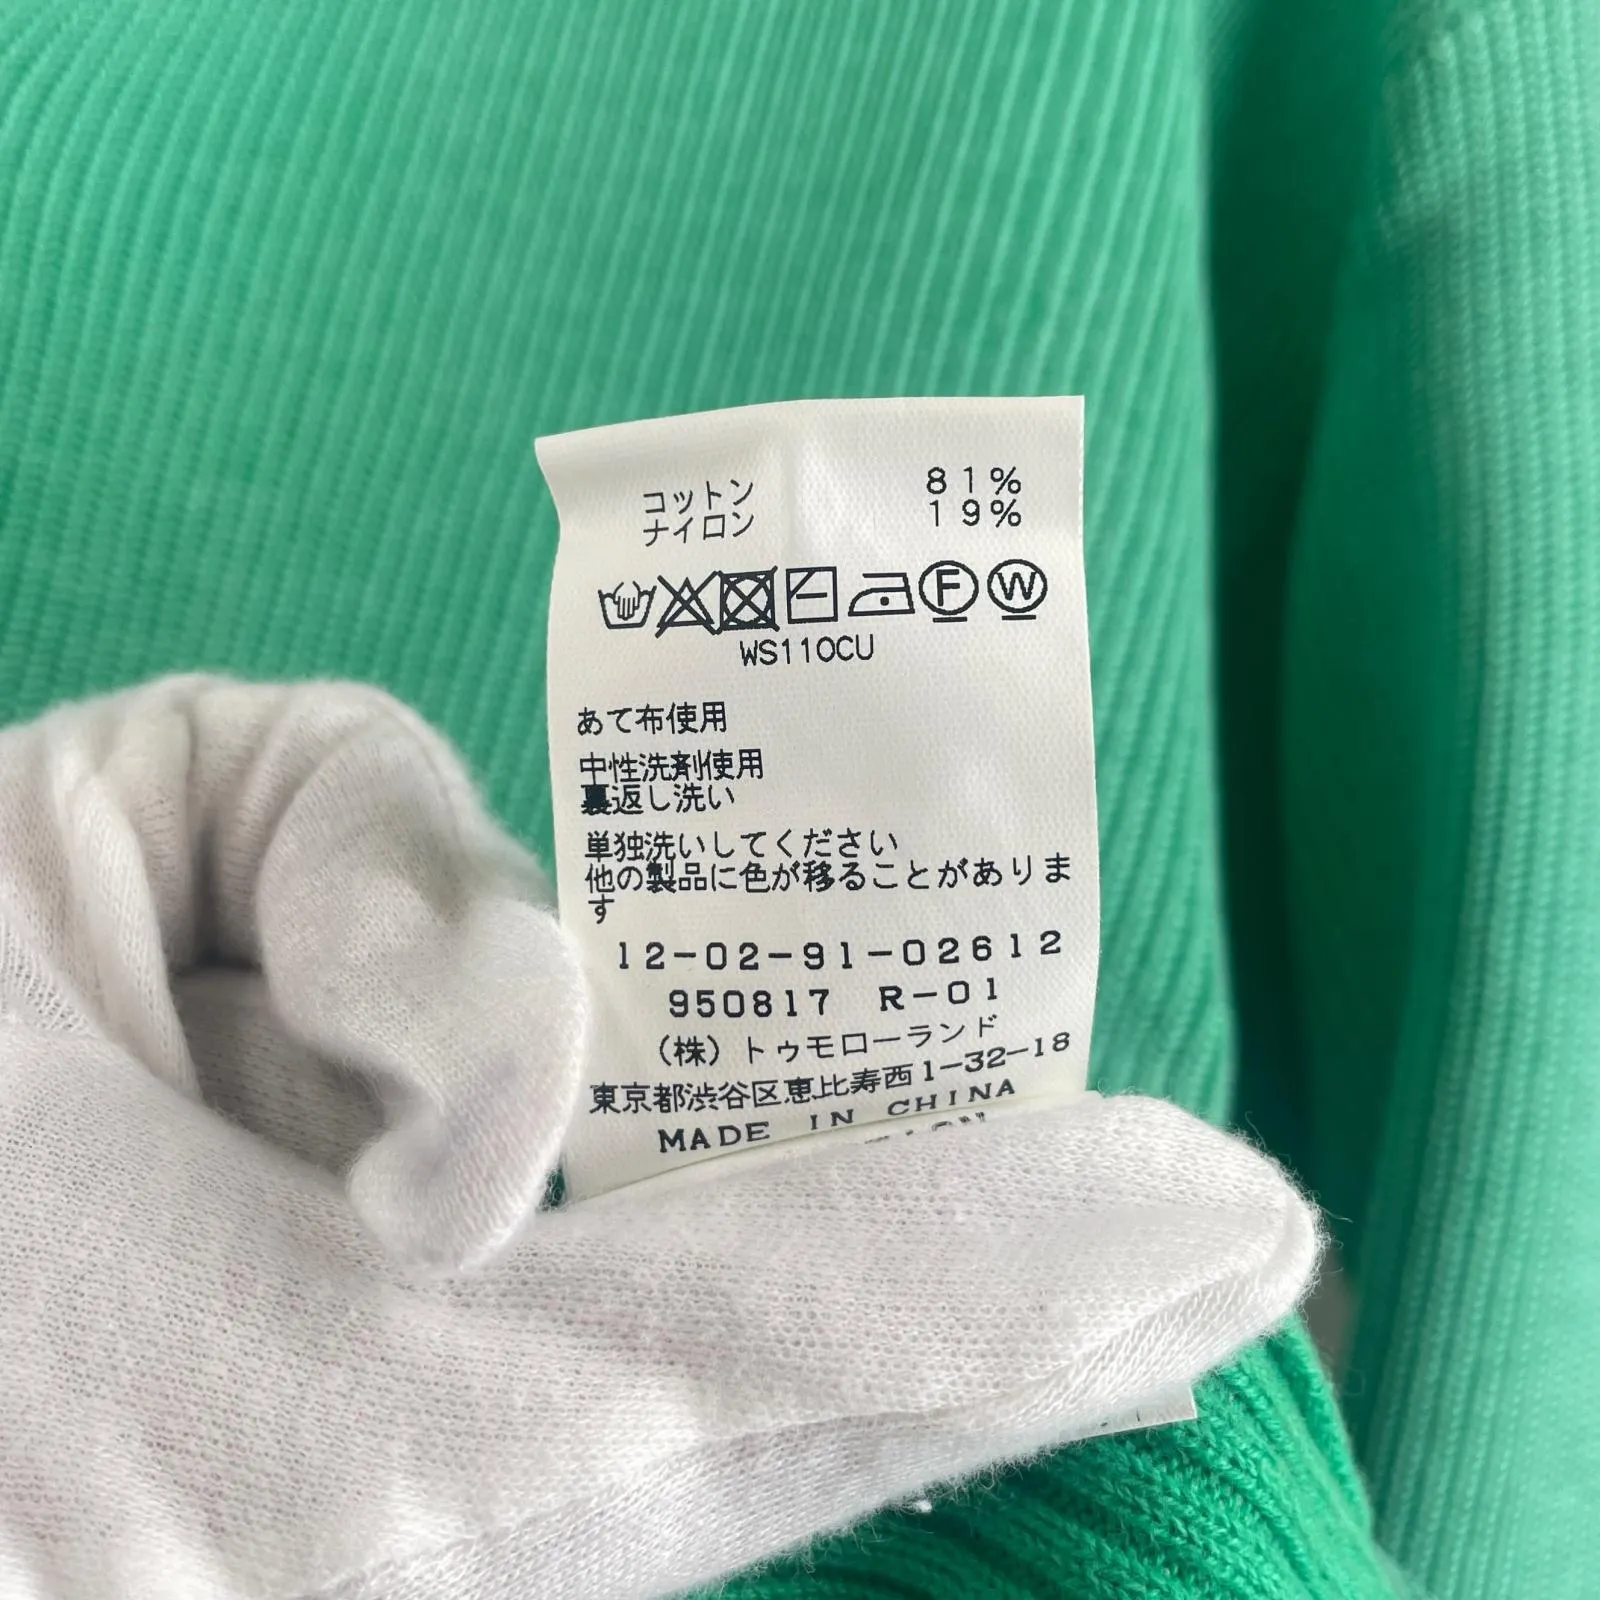 コットン 81%
ナイロン 19%
F W
WS110CU
あて布使用
中性洗剤使用
裏返し洗い
単独洗いしてください
他の製品に色が移ることがありま
す
12-02-91-02612
950817 R-01
(株)トゥモローランド
東京都渋谷区恵比寿西1-32-18
MADE IN CHINA